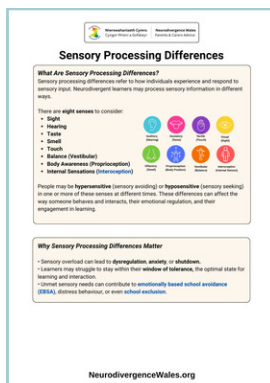 Niwrowahaniaeth Cymru
Cyngor Rhieni a Gofalwyr
Neurodivergence Wales
Parents & Carers Advice
Sensory Processing Differences
What Are Sensory Processing Differences?
Sensory processing differences refer to how individuals experience and respond to
sensory input. Neurodivergent learners may process sensory information in different
ways.
There are eight senses to consider:
• Sight
• Hearing
• Taste
• Smell
• Touch
• Balance (Vestibular)
• Body Awareness (Proprioception)
• Internal Sensations (Interoception)
People may be hypersensitive (sensory avoiding) or hyposensitive (sensory seeking)
in one or more of these senses at different times. These differences can affect the
way someone behaves and interacts, their emotional regulation, and their
engagement in learning.
Why Sensory Processing Differences Matter
• Sensory overload can lead to dysregulation, anxiety, or shutdown.
• Learners may struggle to stay within their window of tolerance, the optimal state for
learning and interaction.
• Unmet sensory needs can contribute to emotionally based school avoidance
(EBSA), distress behaviour, or even school exclusion.
NeurodivergenceWales.org